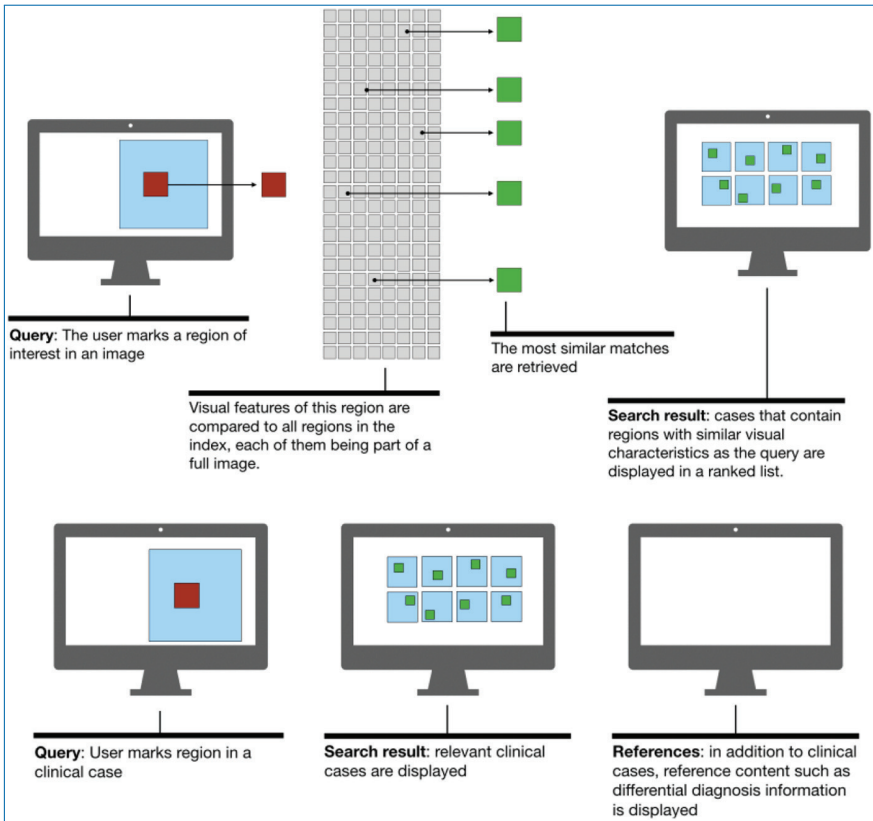 Query: The user marks a region of
interest in an image
Visual features of this region are
compared to all regions in the
index, each of them being part of a
full image.
The most similar matches
are retrieved
Search result: cases that contain
regions with similar visual
characteristics as the query are
displayed in a ranked list.
Query: User marks region in a
clinical case
Search result: relevant clinical
cases are displayed
References: in addition to clinical
cases, reference content such as
differential diagnosis information
is displayed